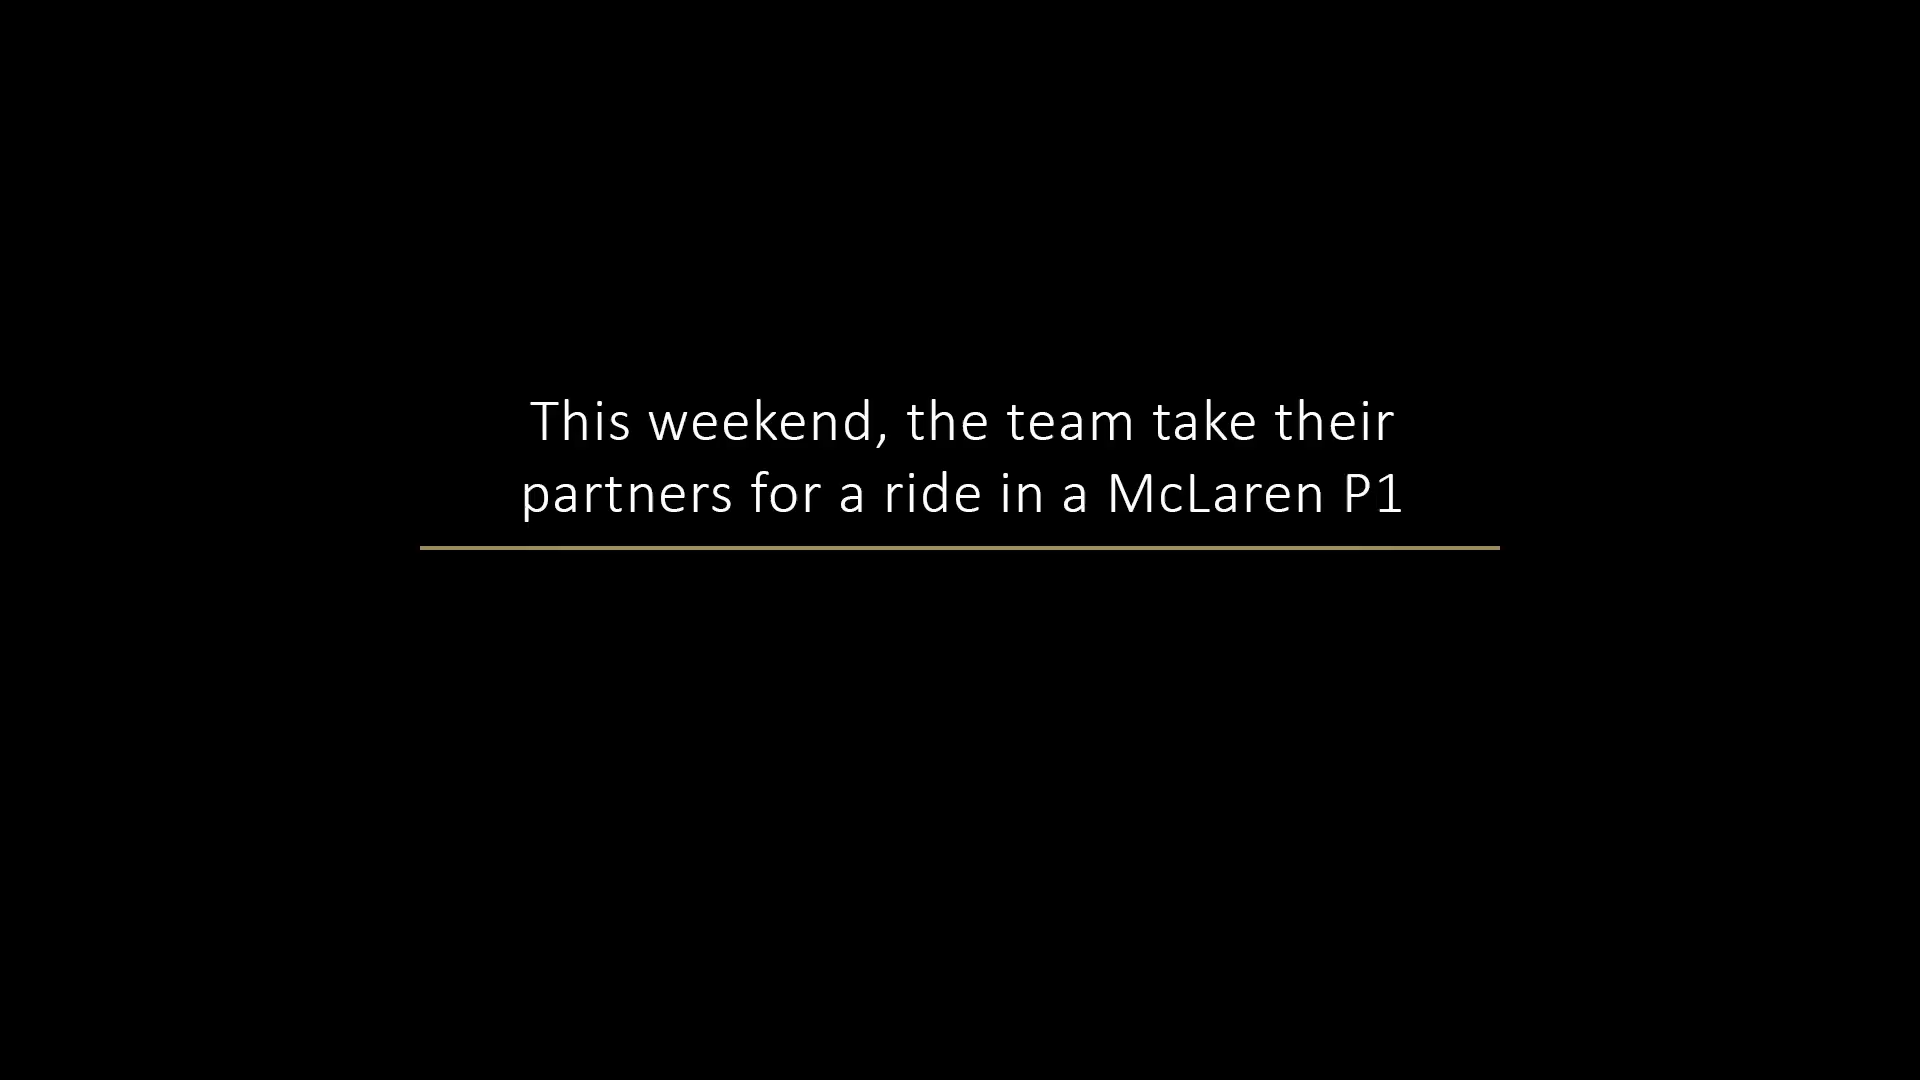 This weekend, the team take their
partners for a ride in a McLaren P1